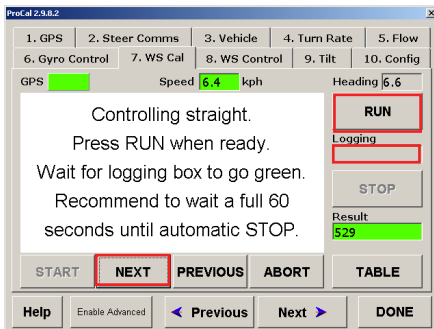 ProCal 2.9.8.2
1. GPS 2. Steer Comms 3. Vehicle 4. Turn Rate 5. Flow
6. Gyro Control 7. WS Cal 8. WS Control 9. Tilt 10. Config
GPS Speed 6.4 kph Heading 6.6
Controlling straight.
Press RUN when ready.
Wait for logging box to go green.
Recommend to wait a full 60
seconds until automatic STOP.
RUN
Logging
STOP
Result
529
START NEXT PREVIOUS ABORT TABLE
Help Enable Advanced Previous Next DONE